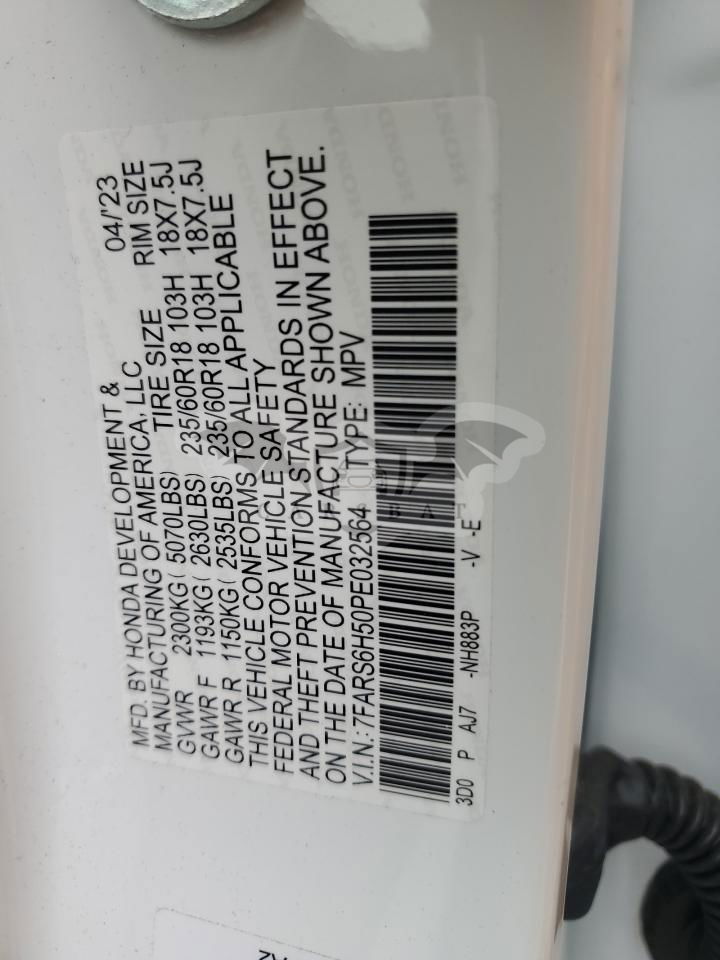 MFD. BY HONDA DEVELOPMENT & 04/'23
MANUFACTURING OF AMERICA, LLC
TIRE SIZE RIM SIZE
GVWR 2300KG( 5070LBS)
GAWR F 1193KG( 2630LBS) 235/60R18 103H 18X7.5J
GAWR R 1150KG( 2535LBS) 235/60R18 103H 18X7.5J
THIS VEHICLE CONFORMS TO ALL APPLICABLE
FEDERAL MOTOR VEHICLE SAFETY
AND THEFT PREVENTION STANDARDS IN EFFECT
ON THE DATE OF MANUFACTURE SHOWN ABOVE.
V.I.N.: 7FARS6H50PE032564 TYPE: MPV
3D0 P AJ7 -NH883P -V -E